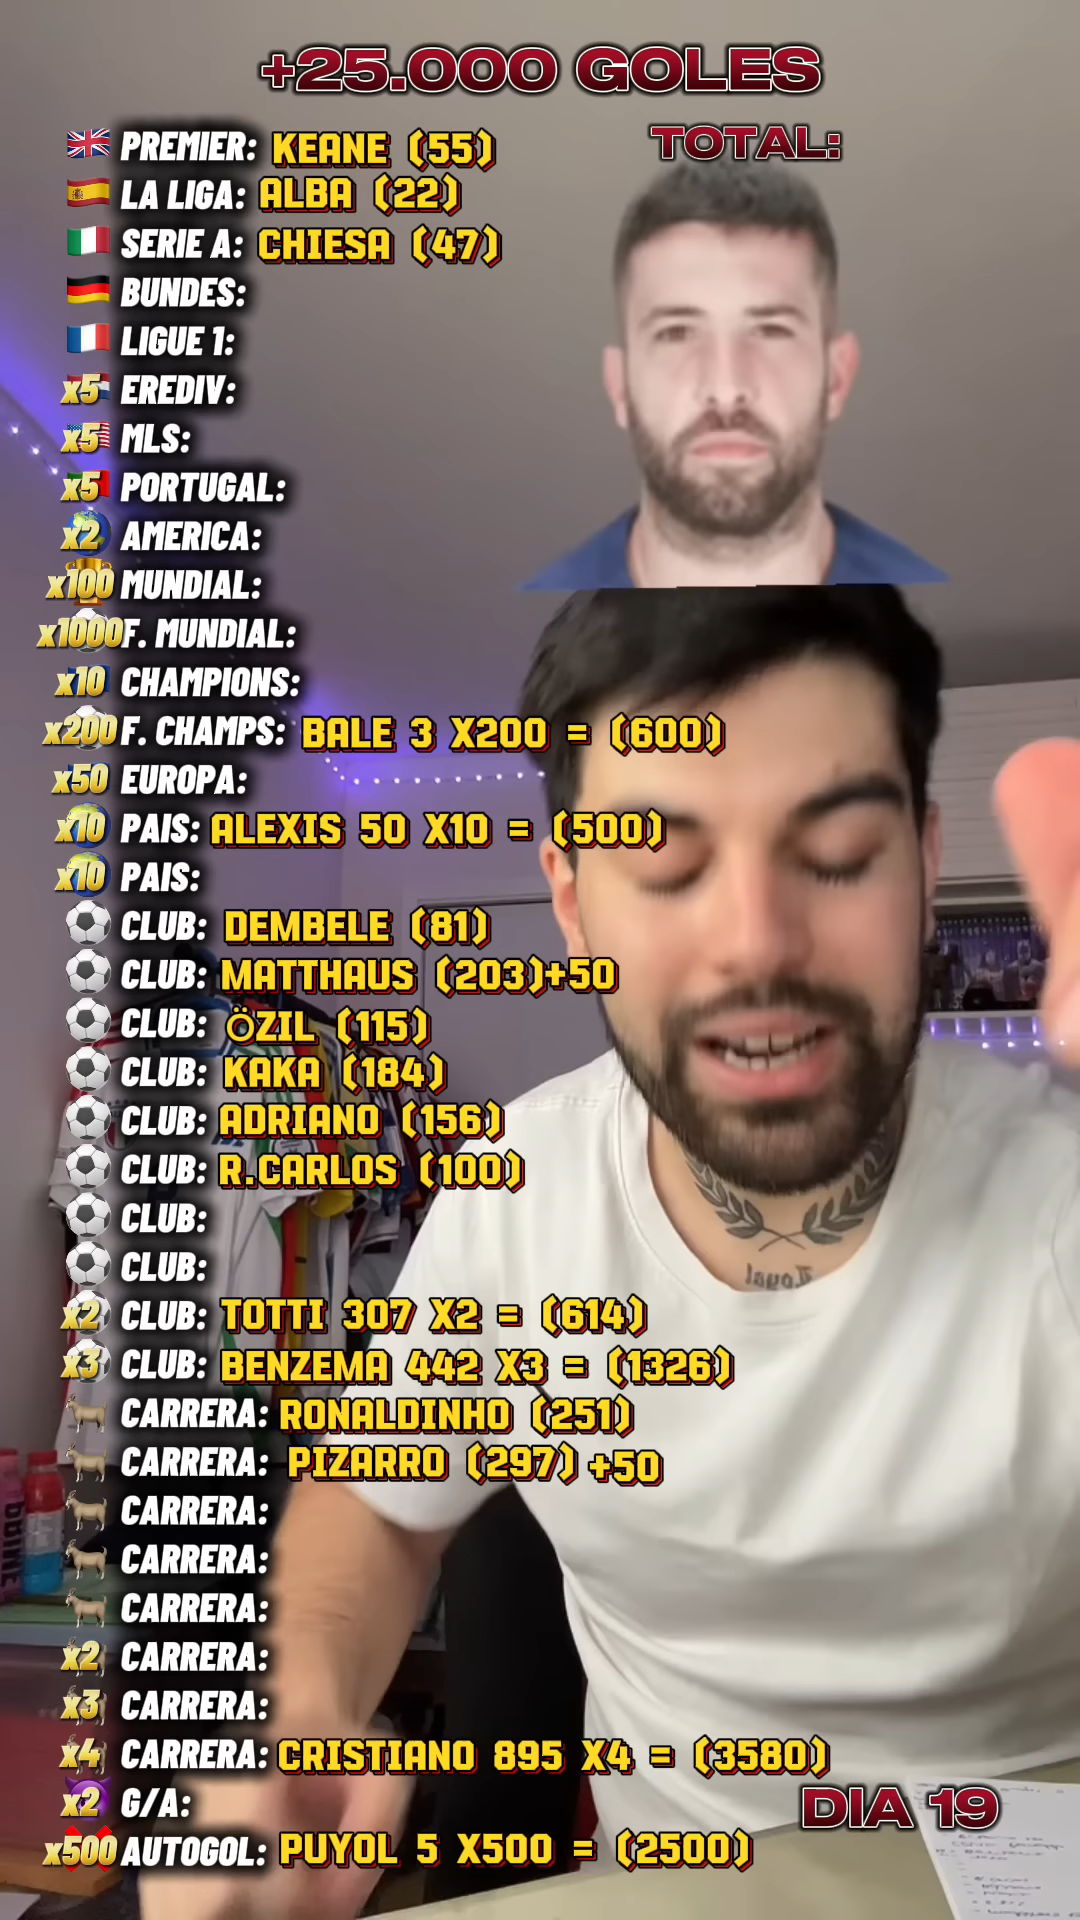 +25.000 GOLES
TOTAL:
PREMIER: KEANE (55)
LA LIGA: ALBA (22)
SERIE A: CHIESA (47)
BUNDES:
LIGUE 1:
x5 EREDIV:
x5 MLS:
x5 PORTUGAL:
x2 AMERICA:
x100 MUNDIAL:
x1000 F. MUNDIAL:
x10 CHAMPIONS:
x200 F. CHAMPS: BALE 3 X200 = (600)
x50 EUROPA:
x10 PAIS: ALEXIS 50 X10 = (500)
x10 PAIS:
CLUB: DEMBELE (81)
CLUB: MATTHAUS (203)+50
CLUB: ÖZIL (115)
CLUB: KAKA (184)
CLUB: ADRIANO (156)
CLUB: R.CARLOS (100)
CLUB:
CLUB:
x2 CLUB: TOTTI 307 X2 = (614)
x3 CLUB: BENZEMA 442 X3 = (1326)
CARRERA: RONALDINHO (251)
CARRERA: PIZARRO (297) +50
CARRERA:
CARRERA:
CARRERA:
x2 CARRERA:
x3 CARRERA:
x4 CARRERA: CRISTIANO 895 X4 = (3580)
x2 G/A:
x500 AUTOGOL: PUYOL 5 X500 = (2500)
DIA 19
Loyal
PRIME